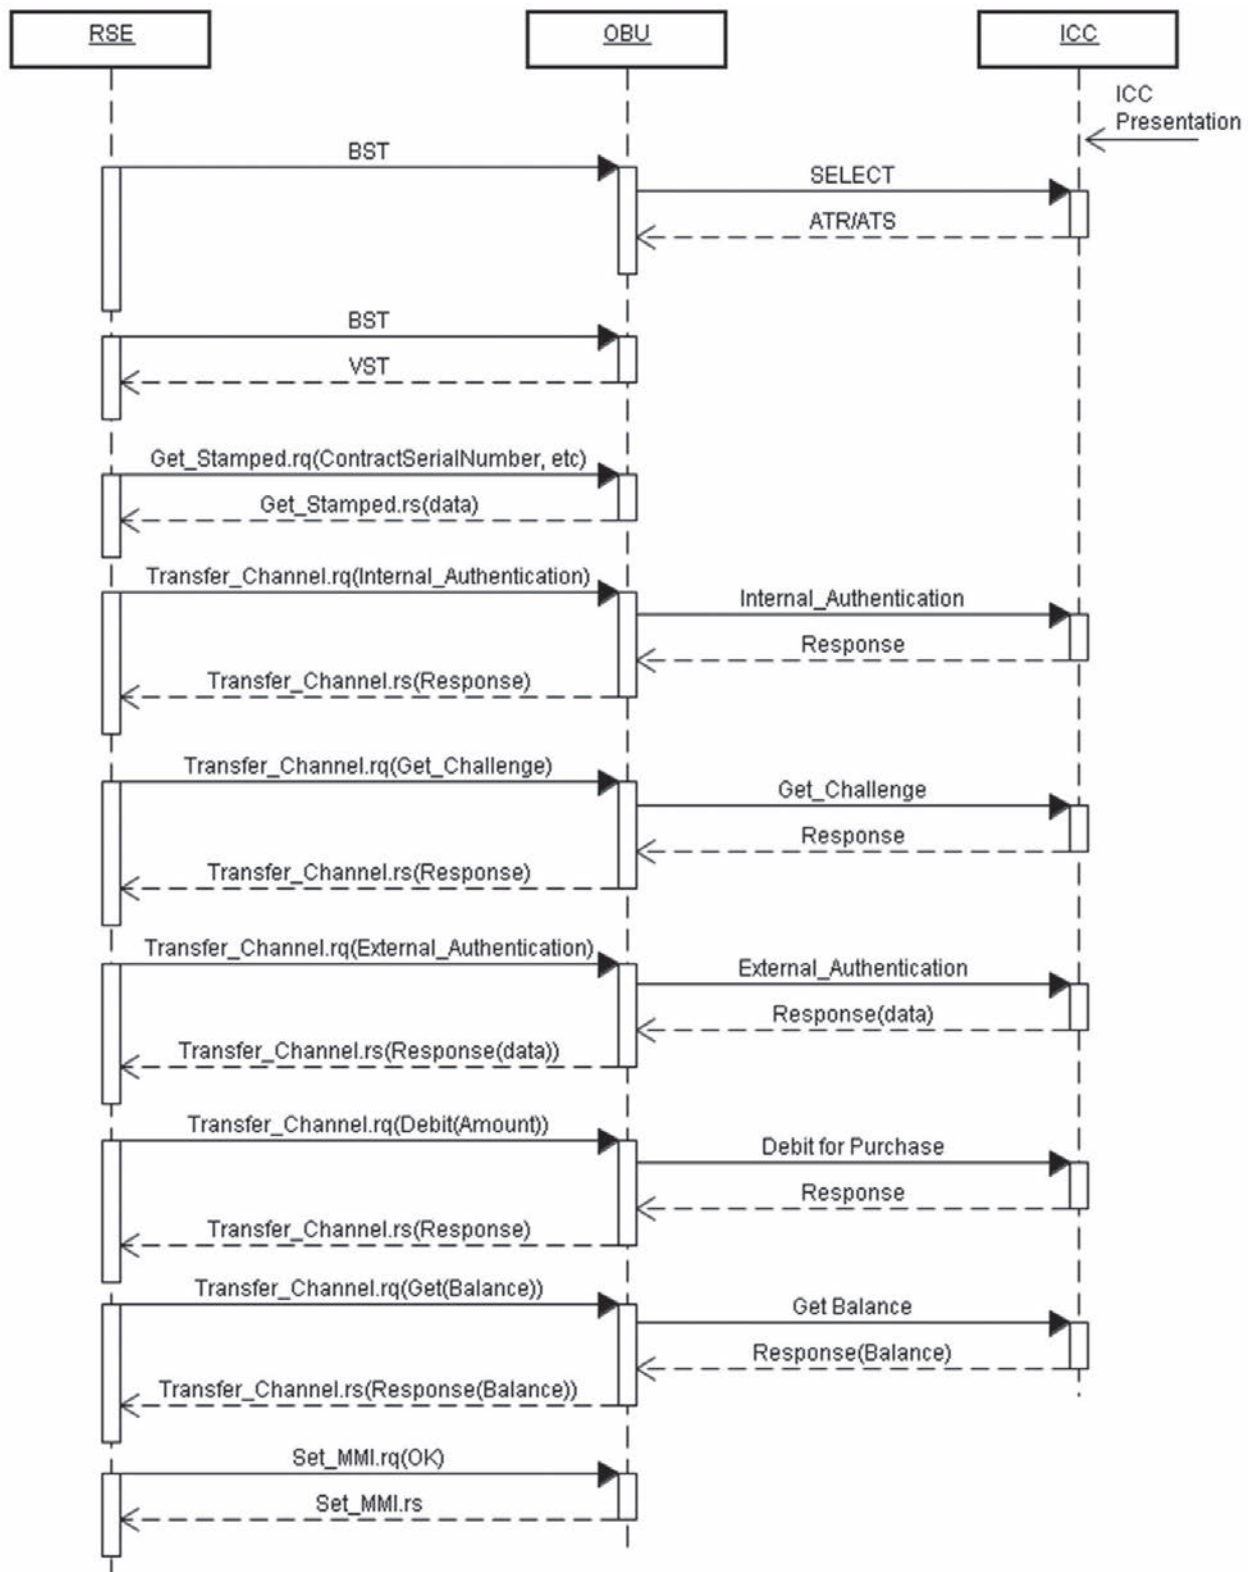 RSE
OBU
ICC
ICC
Presentation
BST
SELECT
ATR/ATS
BST
VST
Get_Stamped.rq(ContractSerialNumber, etc)
Get_Stamped.rs(data)
Transfer_Channel.rq(Internal_Authentication)
Internal_Authentication
Response
Transfer_Channel.rs(Response)
Transfer_Channel.rq(Get_Challenge)
Get_Challenge
Response
Transfer_Channel.rs(Response)
Transfer_Channel.rq(External_Authentication)
External_Authentication
Response(data)
Transfer_Channel.rs(Response(data))
Transfer_Channel.rq(Debit(Amount))
Debit for Purchase
Response
Transfer_Channel.rs(Response)
Transfer_Channel.rq(Get(Balance))
Get Balance
Response(Balance)
Transfer_Channel.rs(Response(Balance))
Set_MMI.rq(OK)
Set_MMI.rs